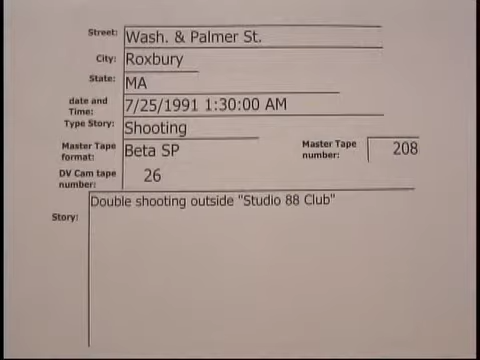 Street: Wash. & Palmer St.
City: Roxbury
State: MA
date and
Time: 7/25/1991 1:30:00 AM
Type Story: Shooting
Master Tape
format: Beta SP
Master Tape
number: 208
DV Cam tape
number: 26
Story: Double shooting outside "Studio 88 Club"